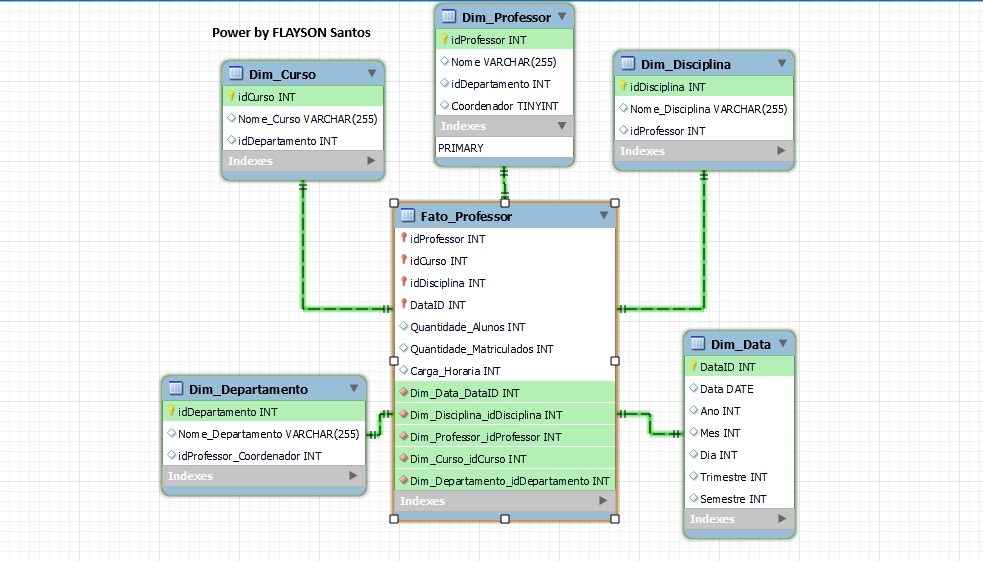 Power by FLAYSON Santos
Dim_Professor
idProfessor INT
Nome VARCHAR(255)
idDepartamento INT
Coordenador TINYINT
Indexes
PRIMARY
Dim_Curso
idCurso INT
Nome_Curso VARCHAR(255)
idDepartamento INT
Indexes
Dim_Disciplina
idDisciplina INT
Nome_Disciplina VARCHAR(255)
idProfessor INT
Indexes
Fato_Professor
idProfessor INT
idCurso INT
idDisciplina INT
DataID INT
Quantidade_Alunos INT
Quantidade_Matriculados INT
Carga_Horaria INT
Dim_Data_DataID INT
Dim_Disciplina_idDisciplina INT
Dim_Professor_idProfessor INT
Dim_Curso_idCurso INT
Dim_Departamento_idDepartamento INT
Indexes
Dim_Departamento
idDepartamento INT
Nome_Departamento VARCHAR(255)
idProfessor_Coordenador INT
Indexes
Dim_Data
DataID INT
Data DATE
Ano INT
Mes INT
Dia INT
Trimestre INT
Semestre INT
Indexes